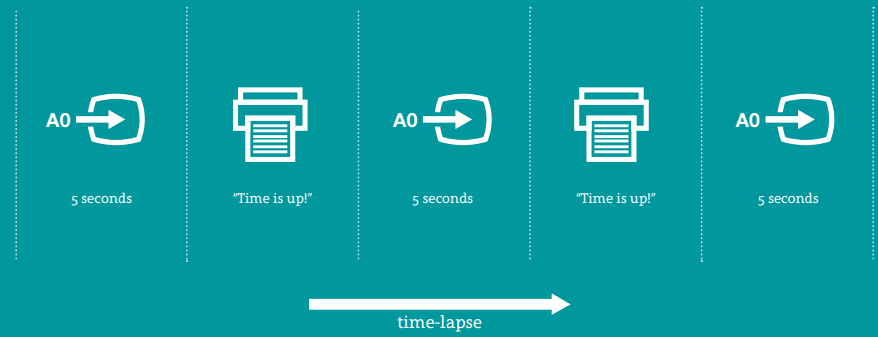 A0
A0
A0
5 seconds
“Time is up!”
5 seconds
“Time is up!”
5 seconds
time-lapse